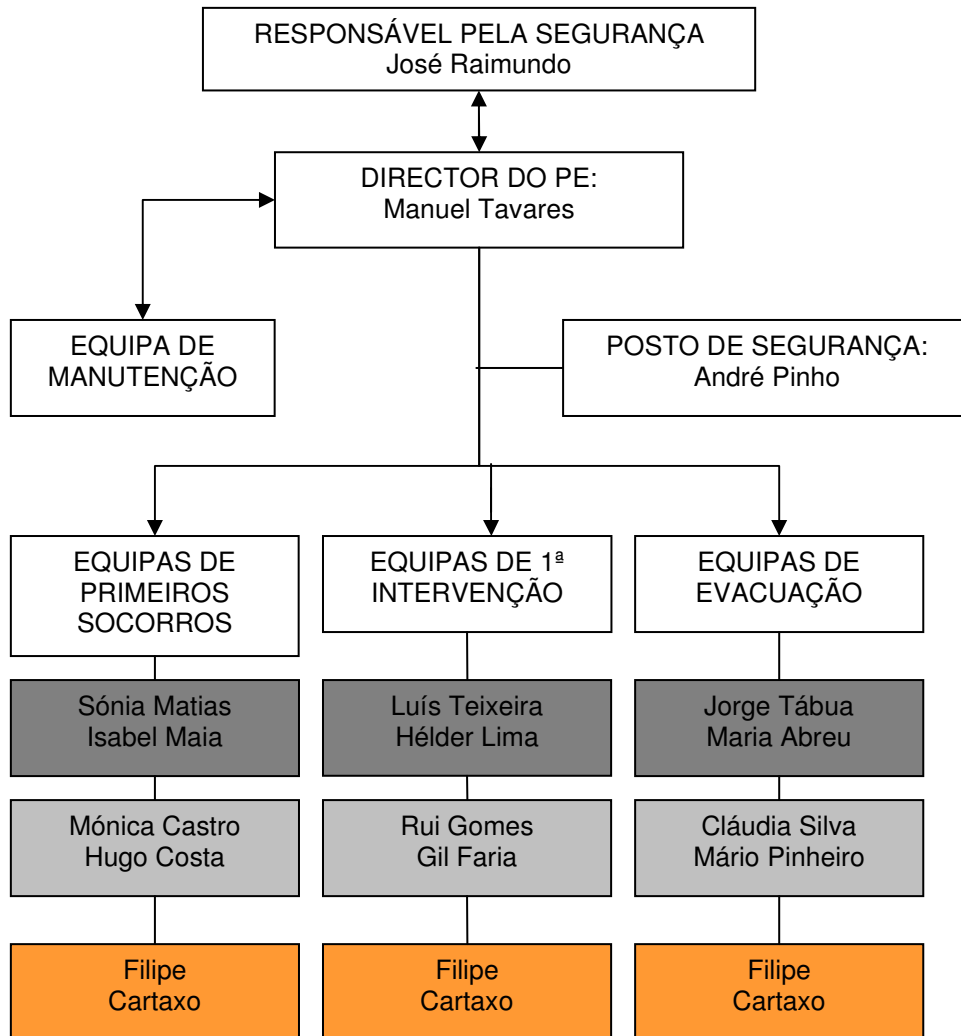 RESPONSÁVEL PELA SEGURANÇA
José Raimundo
DIRECTOR DO PE:
Manuel Tavares
EQUIPA DE
MANUTENÇÃO
POSTO DE SEGURANÇA:
André Pinho
EQUIPAS DE
PRIMEIROS
SOCORROS
EQUIPAS DE 1ª
INTERVENÇÃO
EQUIPAS DE
EVACUAÇÃO
Sónia Matias
Isabel Maia
Luís Teixeira
Hélder Lima
Jorge Tábua
Maria Abreu
Mónica Castro
Hugo Costa
Rui Gomes
Gil Faria
Cláudia Silva
Mário Pinheiro
Filipe
Cartaxo
Filipe
Cartaxo
Filipe
Cartaxo